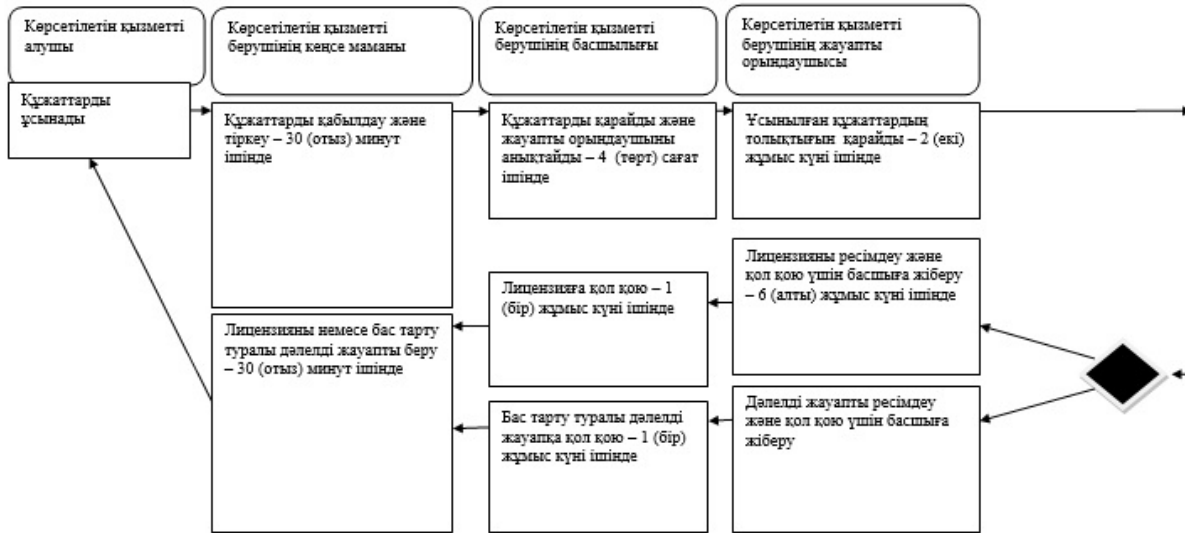 Көрсетілетін қызметті
алушы
Көрсетілетін қызметті
берушінің кеңсе маманы
Көрсетілетін қызметті
берушінің басшылығы
Көрсетілетін қызметті
берушінің жауапты
орындаушысы
Құжаттарды
ұсынады
Құжаттарды қабылдау және
тіркеу – 30 (отыз) минут
ішінде
Құжаттарды қарайды және
жауапты орындаушыны
анықтайды – 4 (төрт) сағат
ішінде
Ұсынылған құжаттардың
толықтығын қарайды – 2 (екі)
жұмыс күні ішінде
Лицензияны ресімдеу және
қол қою үшін басшыға жіберу
– 6 (алты) жұмыс күні ішінде
Лицензияға қол қою – 1
(бір) жұмыс күні ішінде
Лицензияны немесе бас тарту
туралы дәлелді жауапты беру
– 30 (отыз) минут ішінде
Дәлелді жауапты ресімдеу
және қол қою үшін басшыға
жіберу
Бас тарту туралы дәлелді
жауапқа қол қою – 1 (бір)
жұмыс күні ішінде